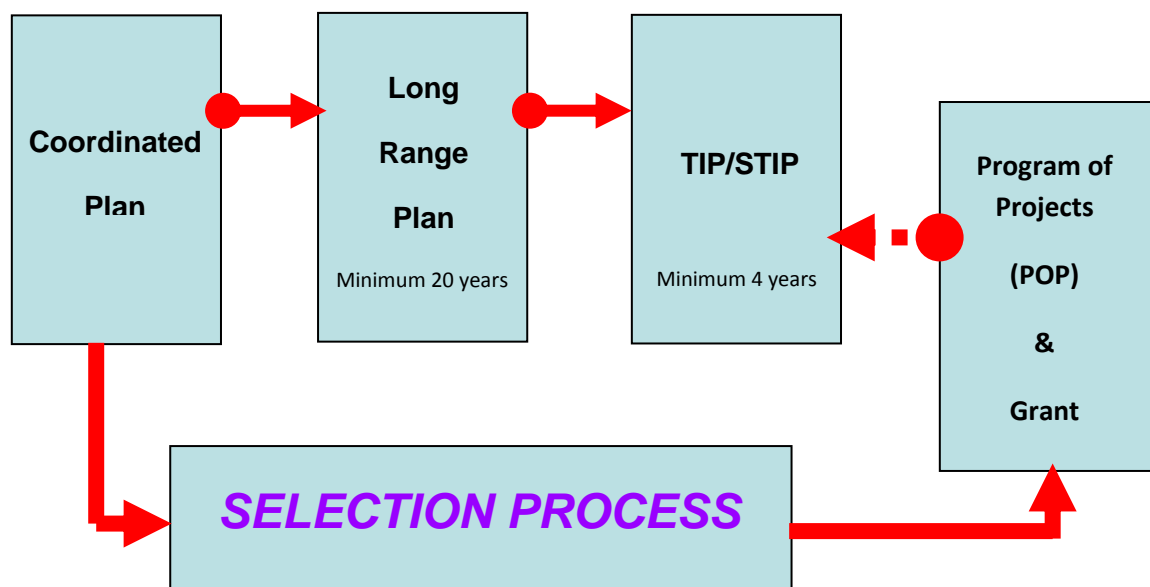 Coordinated
Plan
Long
Range
Plan
Minimum 20 years
TIP/STIP
Minimum 4 years
Program of
Projects
(POP)
&
Grant
SELECTION PROCESS